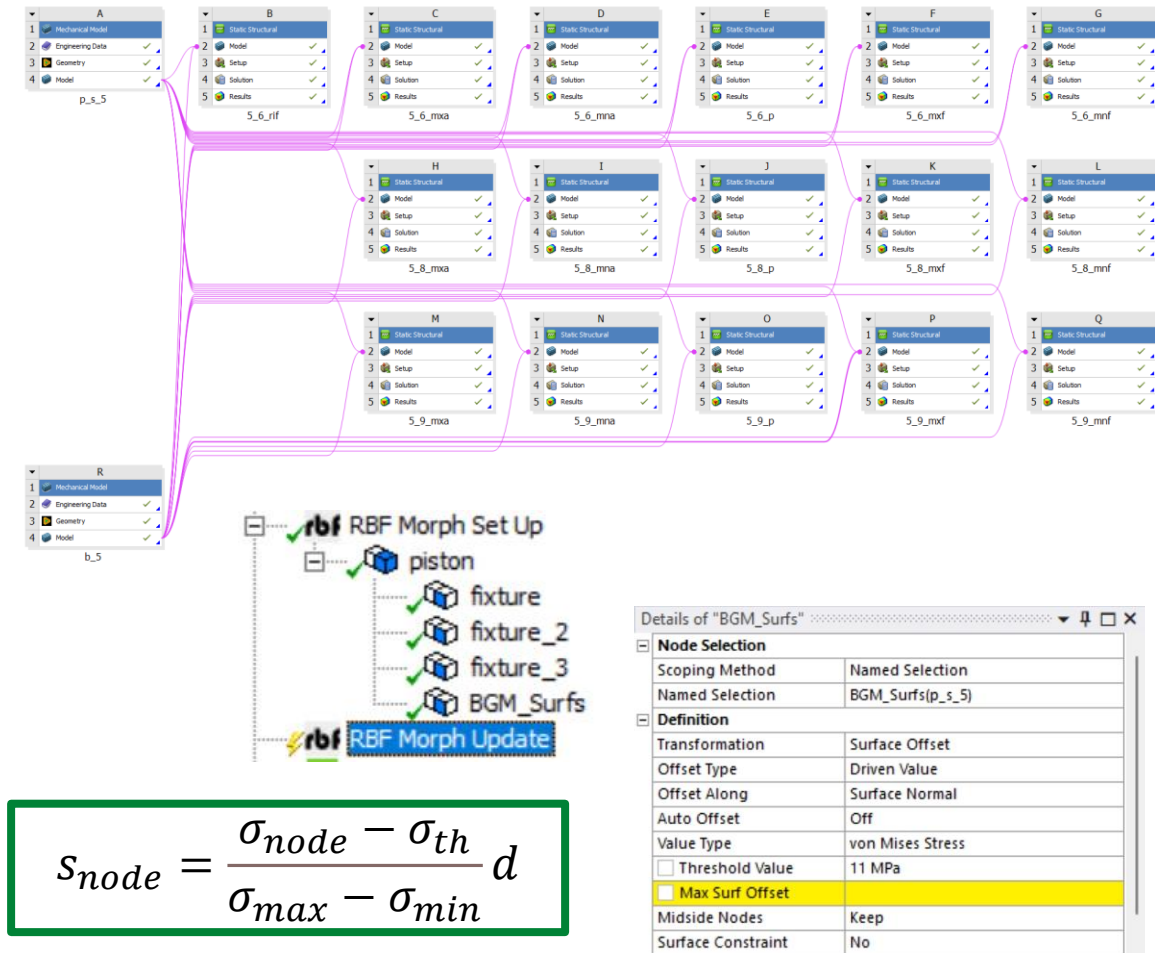 A
1 Mechanical Model
2 Engineering Data
3 Geometry
4 Model
p_s_5
B
1 Static Structural
2 Model
3 Setup
4 Solution
5 Results
5_6_rif
C
1 Static Structural
2 Model
3 Setup
4 Solution
5 Results
5_6_mxa
D
1 Static Structural
2 Model
3 Setup
4 Solution
5 Results
5_6_mna
E
1 Static Structural
2 Model
3 Setup
4 Solution
5 Results
5_6_p
F
1 Static Structural
2 Model
3 Setup
4 Solution
5 Results
5_6_mxf
G
1 Static Structural
2 Model
3 Setup
4 Solution
5 Results
5_6_mnf
H
1 Static Structural
2 Model
3 Setup
4 Solution
5 Results
5_8_mxa
I
1 Static Structural
2 Model
3 Setup
4 Solution
5 Results
5_8_mna
J
1 Static Structural
2 Model
3 Setup
4 Solution
5 Results
5_8_p
K
1 Static Structural
2 Model
3 Setup
4 Solution
5 Results
5_8_mxf
L
1 Static Structural
2 Model
3 Setup
4 Solution
5 Results
5_8_mnf
M
1 Static Structural
2 Model
3 Setup
4 Solution
5 Results
5_9_mxa
N
1 Static Structural
2 Model
3 Setup
4 Solution
5 Results
5_9_mna
O
1 Static Structural
2 Model
3 Setup
4 Solution
5 Results
5_9_p
P
1 Static Structural
2 Model
3 Setup
4 Solution
5 Results
5_9_mxf
Q
1 Static Structural
2 Model
3 Setup
4 Solution
5 Results
5_9_mnf
R
1 Mechanical Model
2 Engineering Data
3 Geometry
4 Model
b_5
rbf RBF Morph Set Up
piston
fixture
fixture_2
fixture_3
BGM_Surfs
rbf RBF Morph Update
Details of "BGM_Surfs"
Node Selection
Scoping Method Named Selection
Named Selection BGM_Surfs(p_s_5)
Definition
Transformation Surface Offset
Offset Type Driven Value
Offset Along Surface Normal
Auto Offset Off
Value Type von Mises Stress
Threshold Value 11 MPa
Max Surf Offset
Midside Nodes Keep
Surface Constraint No
s_node = (σ_node − σ_th) / (σ_max − σ_min) d